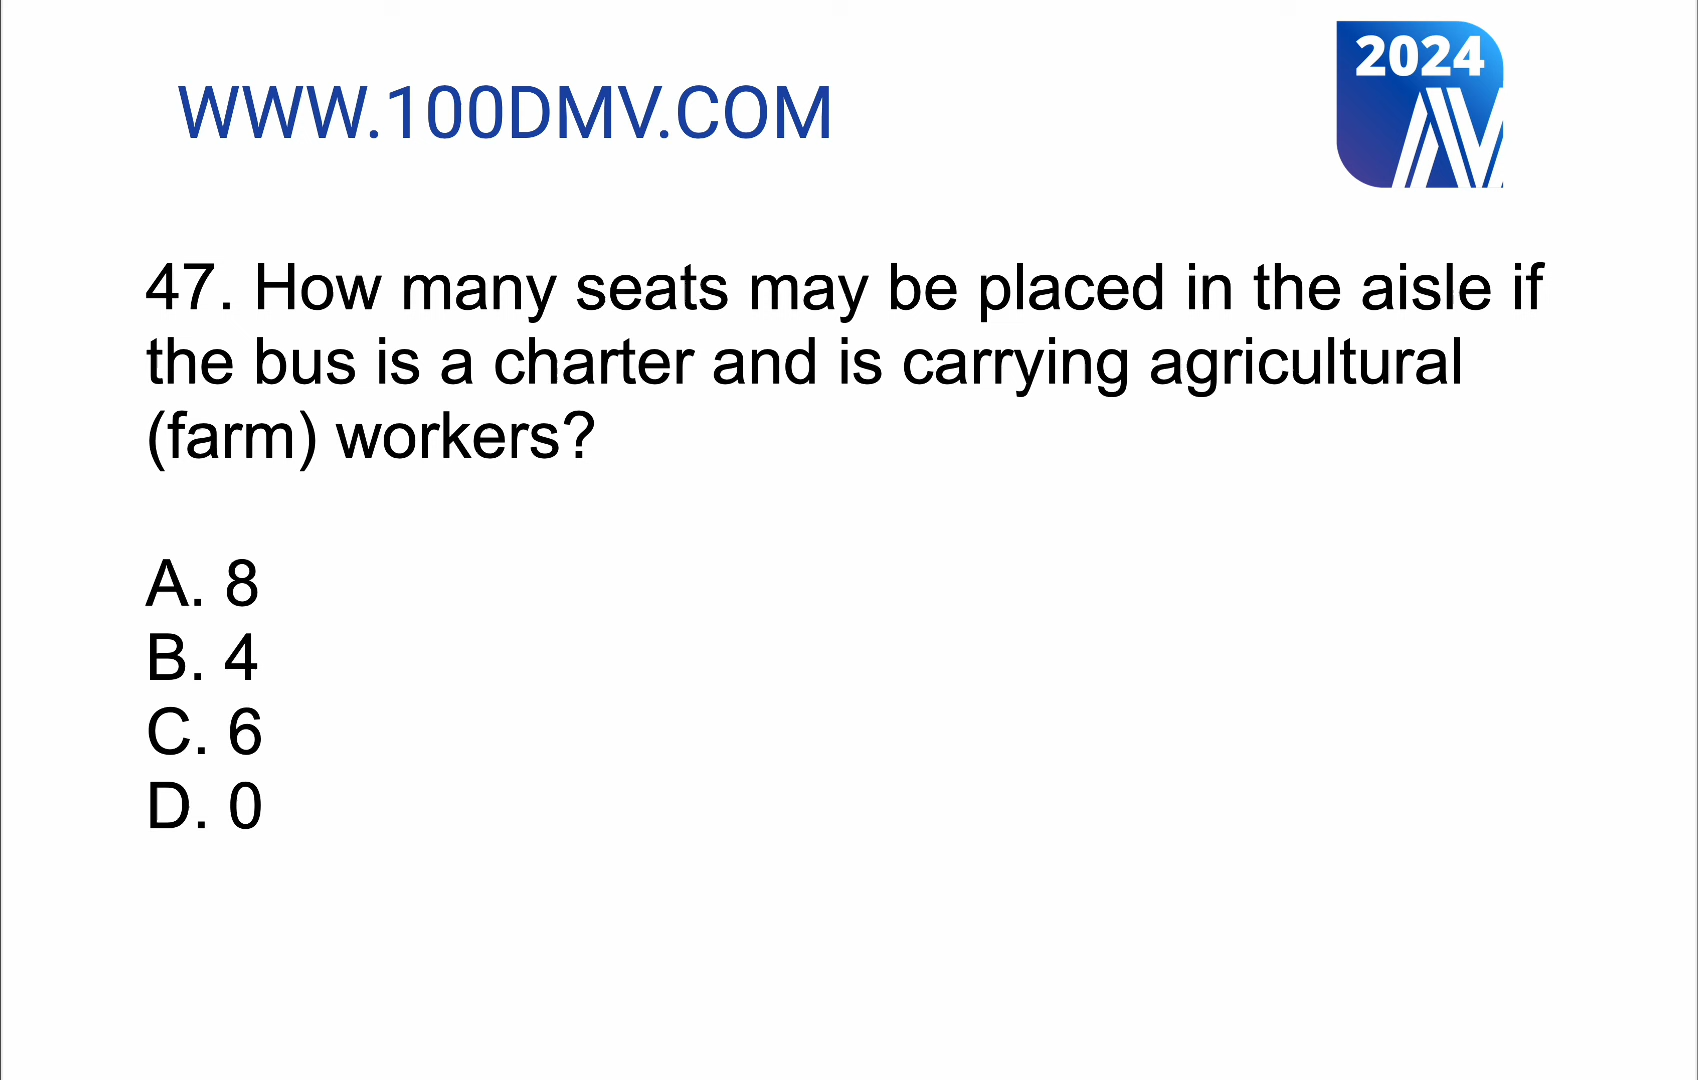 2024
WWW.100DMV.COM
47. How many seats may be placed in the aisle if
the bus is a charter and is carrying agricultural
(farm) workers?
A. 8
B. 4
C. 6
D. 0